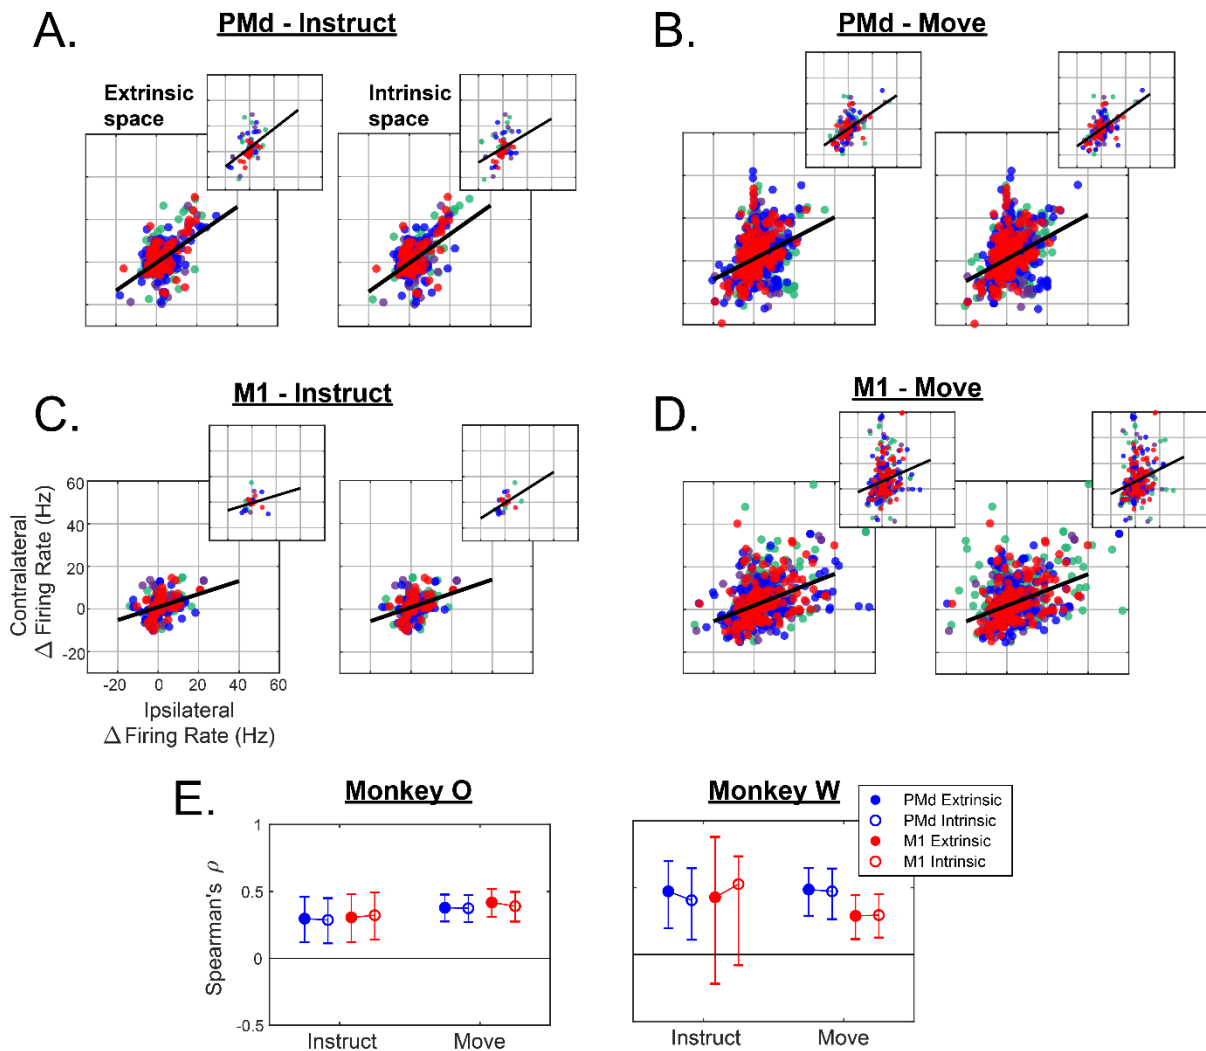 A.
PMd - Instruct
Extrinsic
space
Intrinsic
space
B.
PMd - Move
C.
M1 - Instruct
Contralateral
Δ Firing Rate (Hz)
60
40
20
0
-20
-20 0 20 40 60
Ipsilateral
Δ Firing Rate (Hz)
D.
M1 - Move
E.
Monkey O
Spearman's ρ
1
0.5
0
-0.5
Instruct Move
Monkey W
Instruct Move
PMd Extrinsic
PMd Intrinsic
M1 Extrinsic
M1 Intrinsic